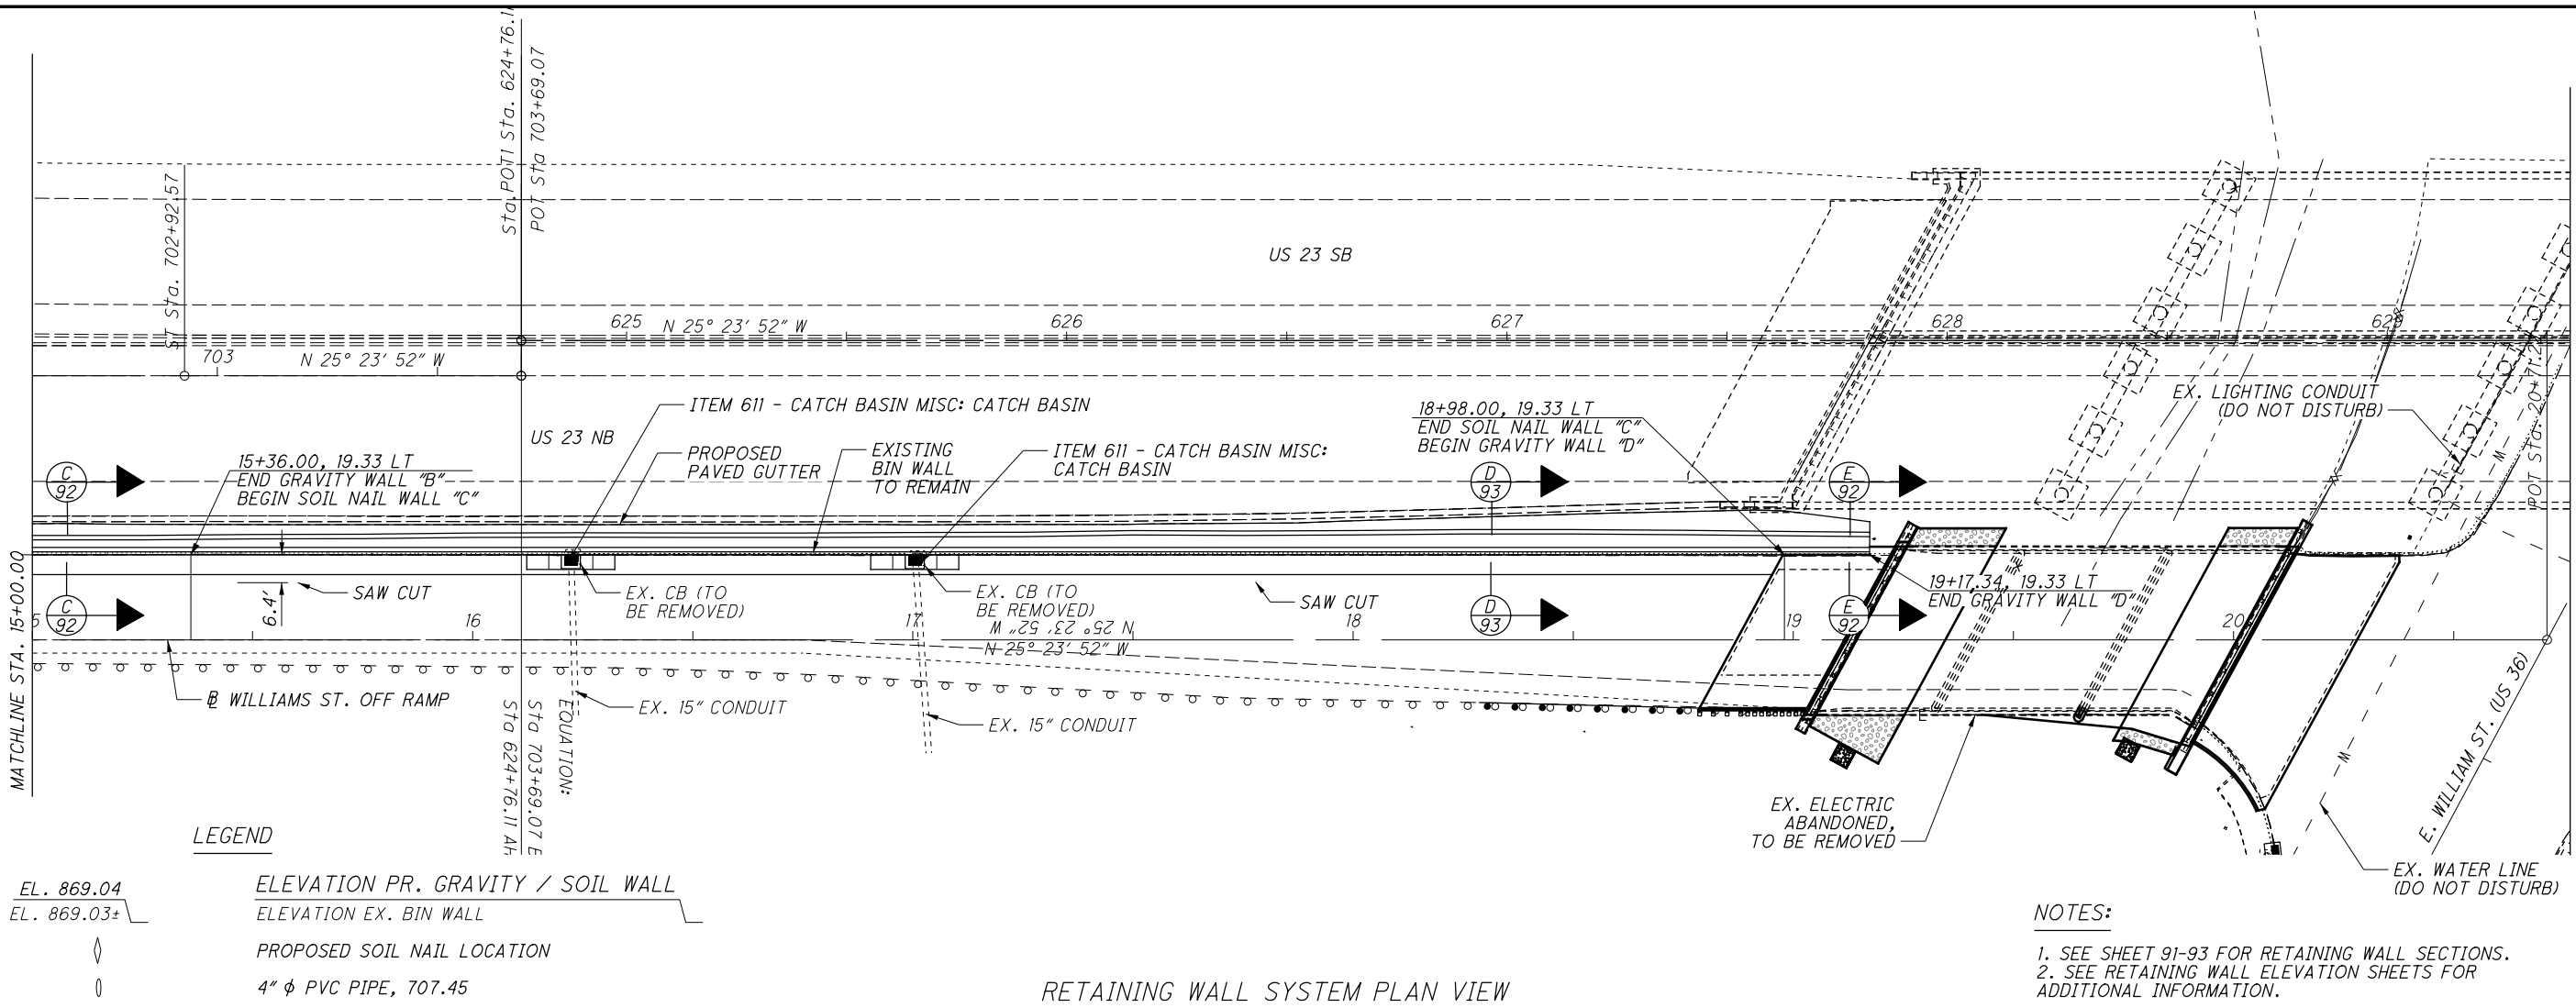 Sta. POT1 Sta. 624+76.11
POT Sta 703+69.07
ST Sta. 702+92.57
US 23 SB
625
N 25° 23' 52" W
626
627
628
629
703
N 25° 23' 52" W
ITEM 611 - CATCH BASIN MISC: CATCH BASIN
US 23 NB
PROPOSED
PAVED GUTTER
EXISTING
BIN WALL
TO REMAIN
ITEM 611 - CATCH BASIN MISC:
CATCH BASIN
18+98.00, 19.33 LT
END SOIL NAIL WALL "C"
BEGIN GRAVITY WALL "D"
EX. LIGHTING CONDUIT
(DO NOT DISTURB)
15+36.00, 19.33 LT
END GRAVITY WALL "B"
BEGIN SOIL NAIL WALL "C"
C
92
D
93
E
92
W
MATCHLINE STA. 15+00.00
SAW CUT
6.4'
EX. CB (TO
BE REMOVED)
EX. CB (TO
BE REMOVED)
N 25° 23' 52" W
N 25° 23' 52" W
SAW CUT
19+17.34, 19.33 LT
END GRAVITY WALL "D"
C
92
D
93
E
92
16
17
18
19
20
℄ WILLIAMS ST. OFF RAMP
EX. 15" CONDUIT
EX. 15" CONDUIT
EQUATION:
Sta 703+69.07
Sta 624+76.11
E
W
E. WILLIAM ST. (US 36)
EX. ELECTRIC
ABANDONED,
TO BE REMOVED
EX. WATER LINE
(DO NOT DISTURB)
LEGEND
EL. 869.04
EL. 869.03±
ELEVATION PR. GRAVITY / SOIL WALL
ELEVATION EX. BIN WALL
PROPOSED SOIL NAIL LOCATION
4" ϕ PVC PIPE, 707.45
RETAINING WALL SYSTEM PLAN VIEW
NOTES:
1. SEE SHEET 91-93 FOR RETAINING WALL SECTIONS.
2. SEE RETAINING WALL ELEVATION SHEETS FOR
ADDITIONAL INFORMATION.